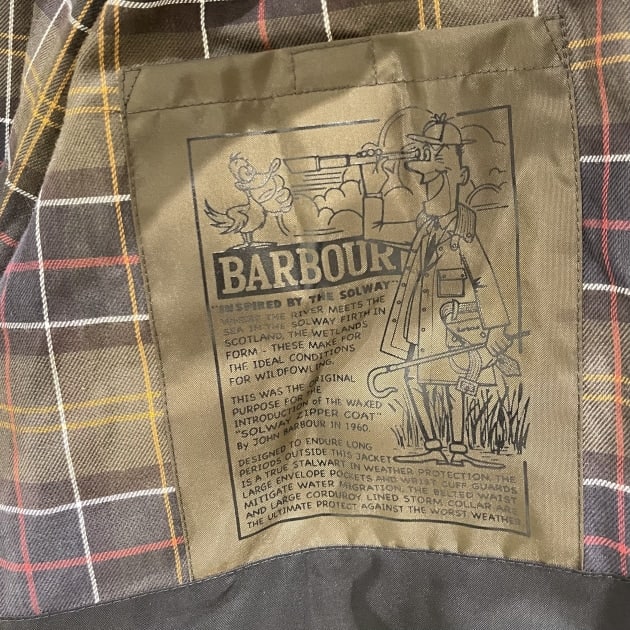 BARBOUR
"INSPIRED BY THE SOLWAY"
WHERE THE RIVER MEETS THE
SEA IN THE SOLWAY FIRTH IN
SCOTLAND, THE WETLANDS
FORM - THESE MAKE FOR
THE IDEAL CONDITIONS
FOR WILDFOWLING.
THIS WAS THE ORIGINAL
PURPOSE FOR THE
INTRODUCTION of THE WAXED
"SOLWAY ZIPPER COAT"
By JOHN BARBOUR IN 1960.
DESIGNED TO ENDURE LONG
PERIODS OUTSIDE THIS JACKET
IS A TRUE STALWART IN WEATHER PROTECTION. THE
LARGE ENVELOPE POCKETS AND WRIST CUFF GUARDS
MITIGATE WATER MIGRATION. THE BELTED WAIST
AND LARGE CORDUROY LINED STORM COLLAR ARE
THE ULTIMATE PROTECT AGAINST THE WORST WEATHER